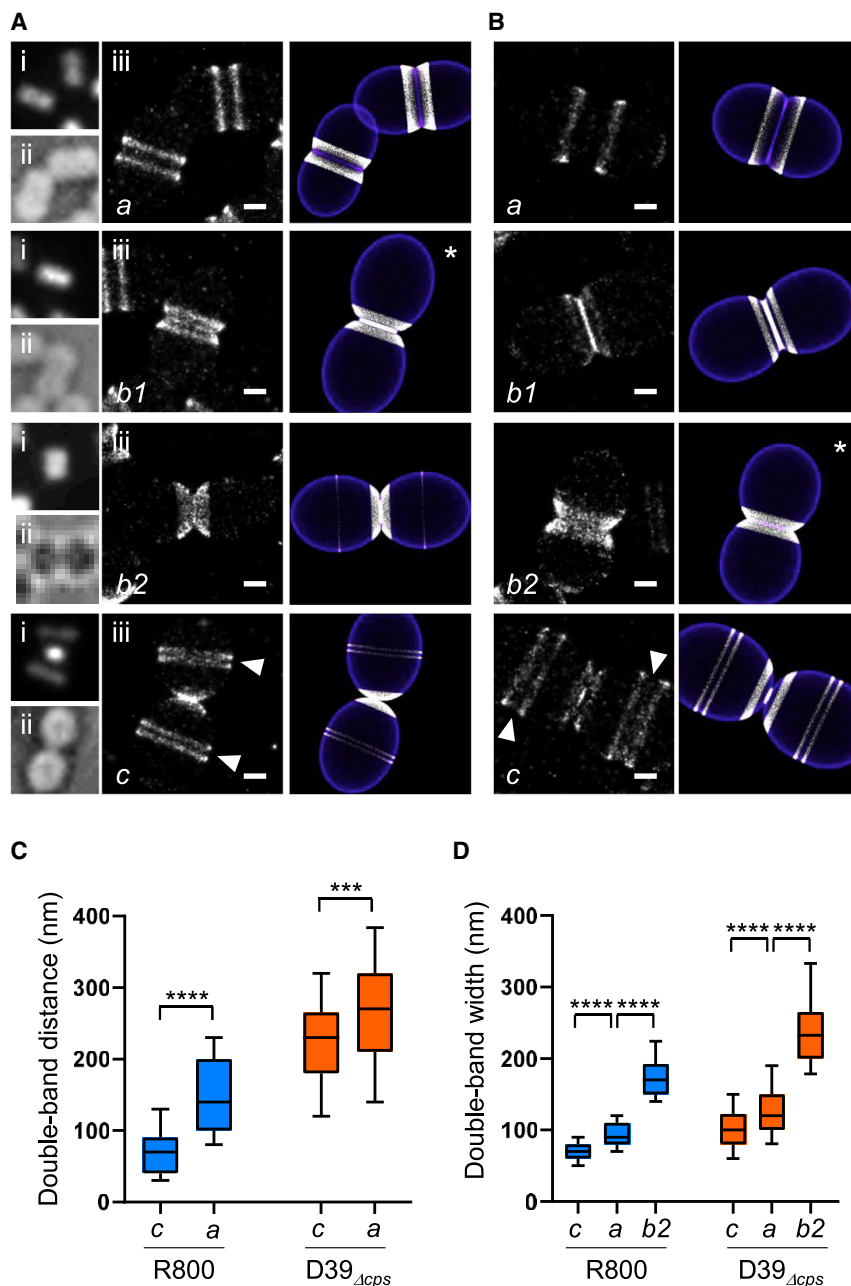 A
B
i
iii
ii
a
a
i
iii
*
ii
b1
b1
i
iii
*
ii
b2
b2
i
iii
ii
c
c
C
D
Double-band distance (nm)
400
300
200
100
0
****
***
c a c a
R800 D39Δcps
Double-band width (nm)
400
300
200
100
0
**** **** **** ****
c a b2 c a b2
R800 D39Δcps